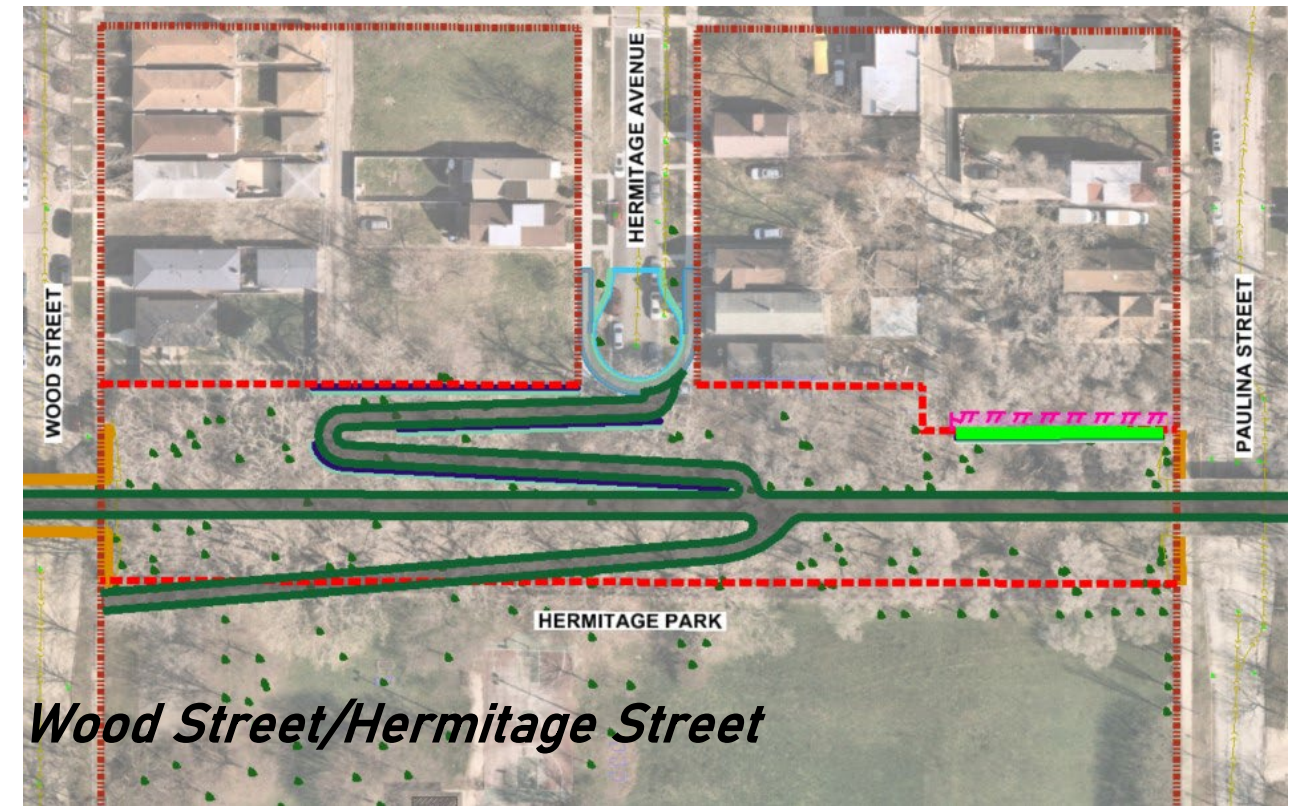 HERMITAGE AVENUE
WOOD STREET
PAULINA STREET
HERMITAGE PARK
Wood Street/Hermitage Street